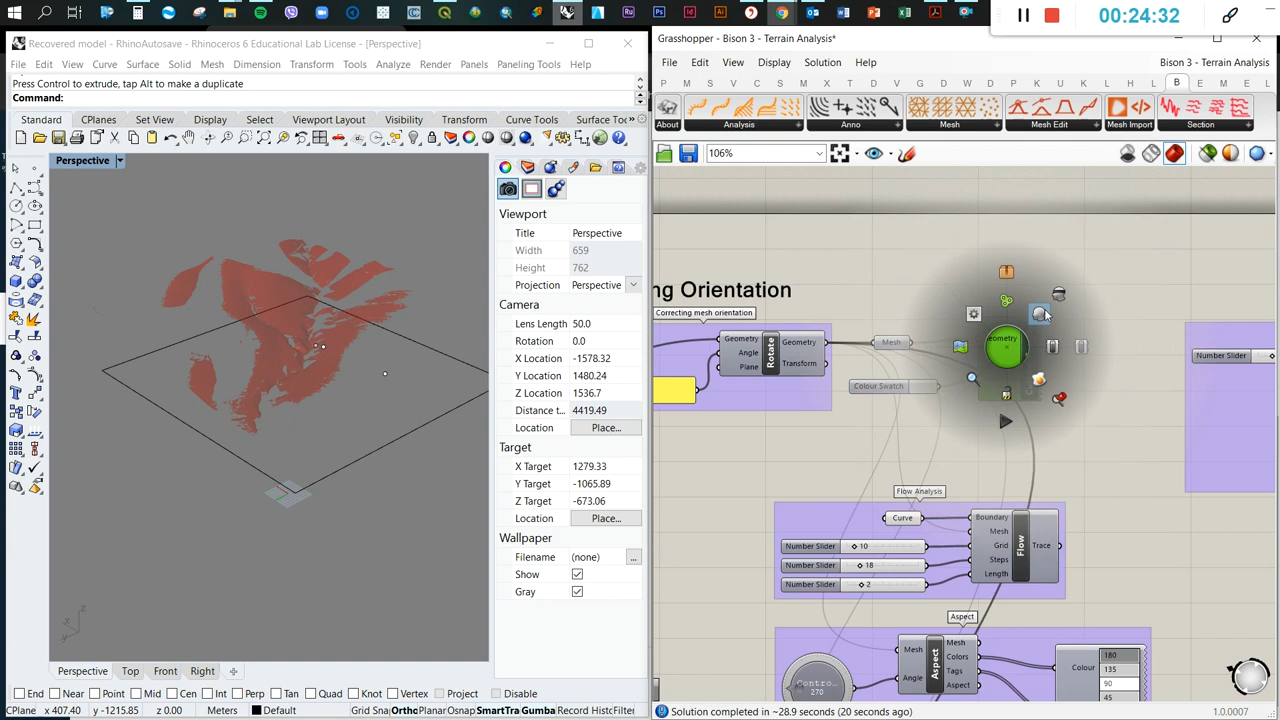 00:24:32
Recovered model - RhinoAutosave - Rhinoceros 6 Educational Lab License - [Perspective]
Grasshopper - Bison 3 - Terrain Analysis*
File Edit View Curve Surface Solid Mesh Dimension Transform Tools Analyze Render Panels Paneling Tools Help
File Edit View Display Solution Help
Bison 3 - Terrain Analysis
Press Control to extrude, tap Alt to make a duplicate
Command:
P M S V C S M I D T X T D A V F G W D P K U L H L B E M S
Standard CPlanes Set View Display Select Viewport Layout Visibility Transform Curve Tools Surface To
About Analysis Anno Mesh Mesh Edit Mesh Import Section
106%
Perspective
Viewport
Title Perspective
Width 659
Height 762
Projection Perspective
Camera
Lens Length 50.0
Rotation 0.0
X Location -1578.32
Y Location 1480.24
Z Location 1536.7
Distance t... 4419.49
Location Place...
Target
X Target 1279.33
Y Target -1065.89
Z Target -673.06
Location Place...
Wallpaper
Filename (none) ...
Show
Gray
ng Orientation
Correcting mesh orientation
Geometry
Angle
Plane
Rotate
Geometry
Transform
Mesh
Colour Swatch
eometry
Number Slider
Flow Analysis
Curve
Number Slider 10
Number Slider 18
Number Slider 2
Boundary
Mesh
Grid
Steps
Length
Flow
Trace
Aspect
Mesh
Angle
Aspect
Mesh
Colors
Tags
Aspect
Contro...
270
Colour
180
135
90
45
z
x
y
Perspective Top Front Right
End Near Point Mid Cen Int Perp Tan Quad Knot Vertex Project Disable
CPlane x 407.40 y -1215.85 z 0.00 Meters Default Grid Snap Ortho Planar Osnap SmartTra Gumba Record Histo Filter
Solution completed in ~28.9 seconds (20 seconds ago)
1.0.0007